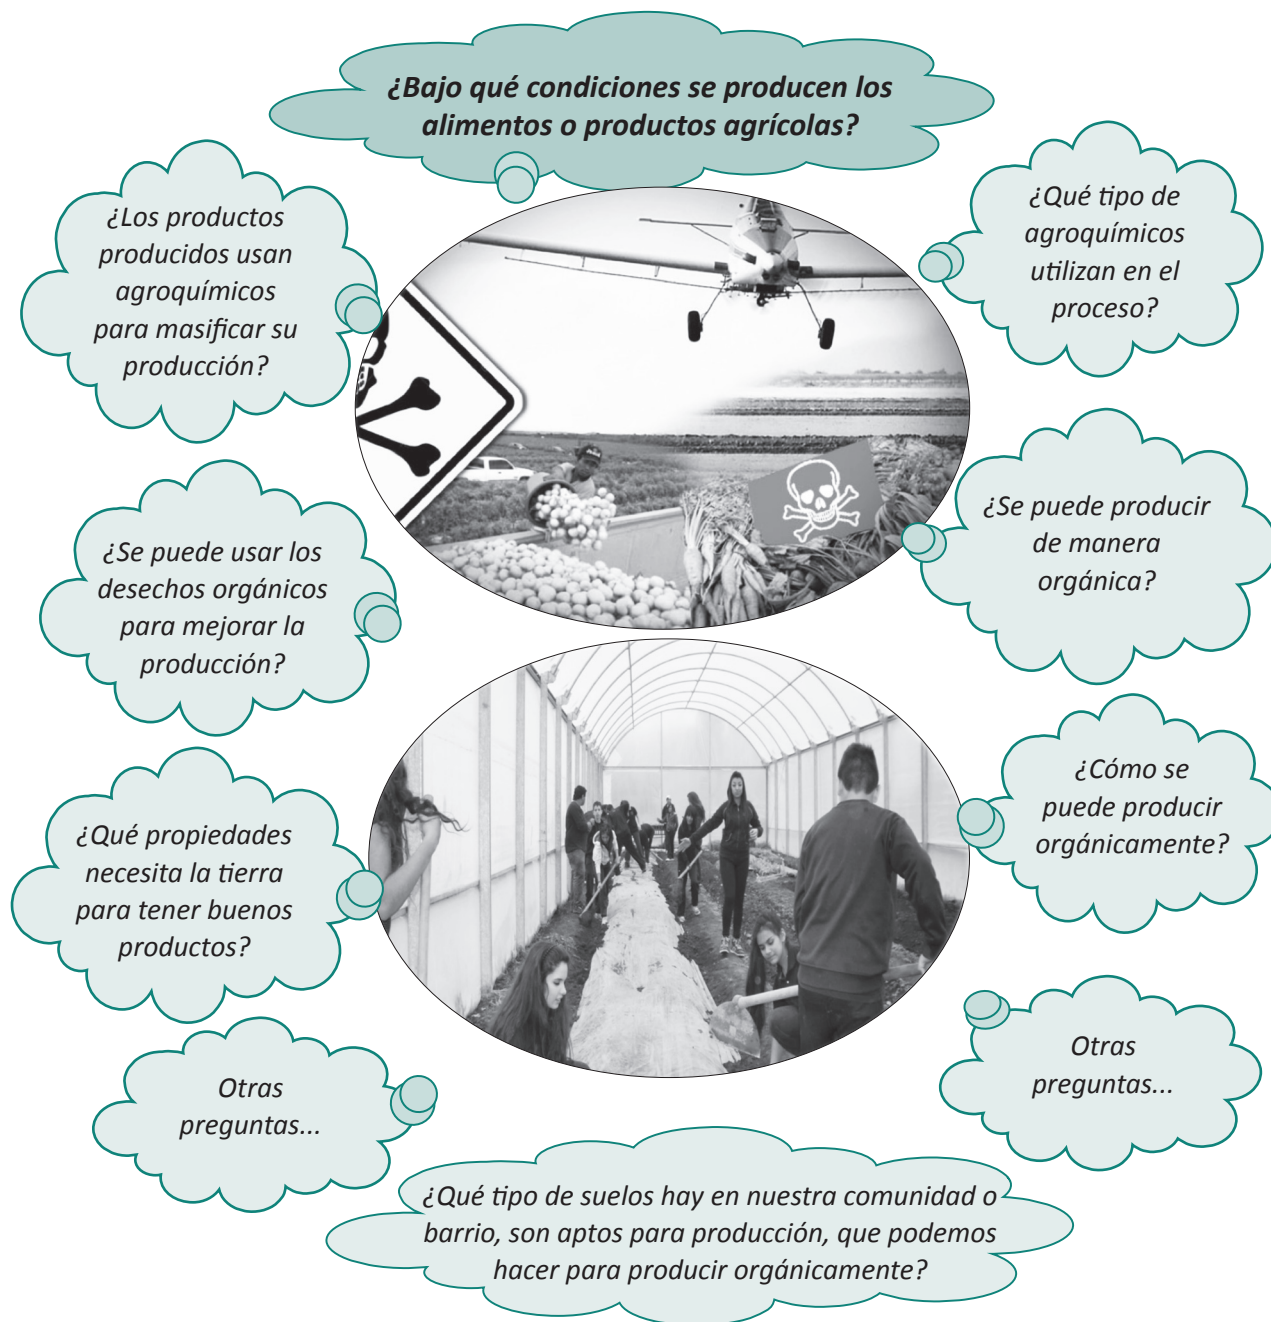 ¿Bajo qué condiciones se producen los
alimentos o productos agrícolas?
¿Los productos
producidos usan
agroquímicos
para masificar su
producción?
¿Qué tipo de
agroquímicos
utilizan en el
proceso?
¿Se puede usar los
desechos orgánicos
para mejorar la
producción?
¿Se puede producir
de manera
orgánica?
¿Qué propiedades
necesita la tierra
para tener buenos
productos?
¿Cómo se
puede producir
orgánicamente?
Otras
preguntas...
Otras
preguntas...
¿Qué tipo de suelos hay en nuestra comunidad o
barrio, son aptos para producción, que podemos
hacer para producir orgánicamente?